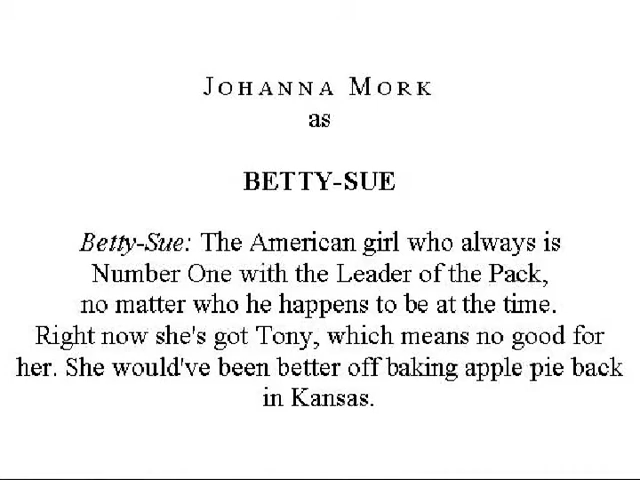 JOHANNA MORK
as
BETTY-SUE
Betty-Sue: The American girl who always is
Number One with the Leader of the Pack,
no matter who he happens to be at the time.
Right now she's got Tony, which means no good for
her. She would've been better off baking apple pie back
in Kansas.